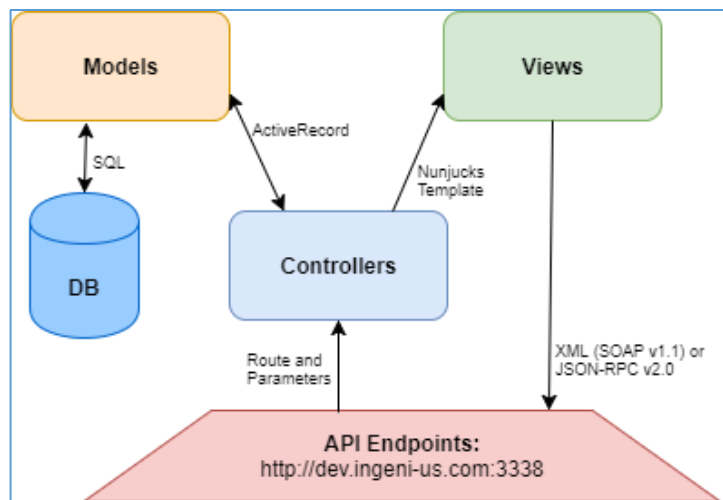 Models
Views
ActiveRecord
SQL
Nunjucks
Template
Controllers
DB
Route and
Parameters
XML (SOAP v1.1) or
JSON-RPC v2.0
API Endpoints:
http://dev.ingeni-us.com:3338